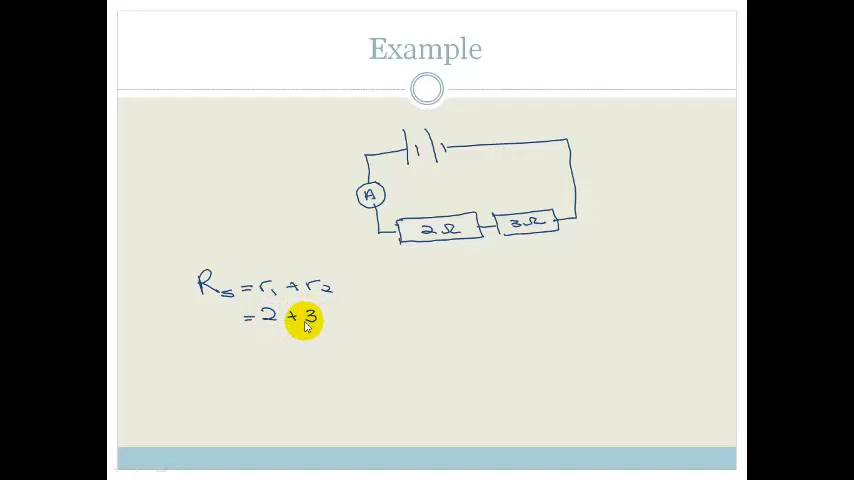 Example
A
2Ω
3Ω
Rs = r1 + r2
= 2 + 3